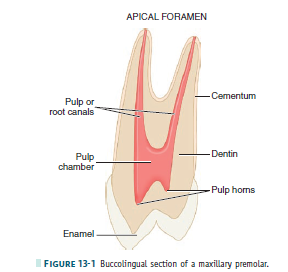 APICAL FORAMEN
Pulp or
root canals
Cementum
Pulp
chamber
Dentin
Pulp horns
Enamel
FIGURE 13-1 Buccolingual section of a maxillary premolar.